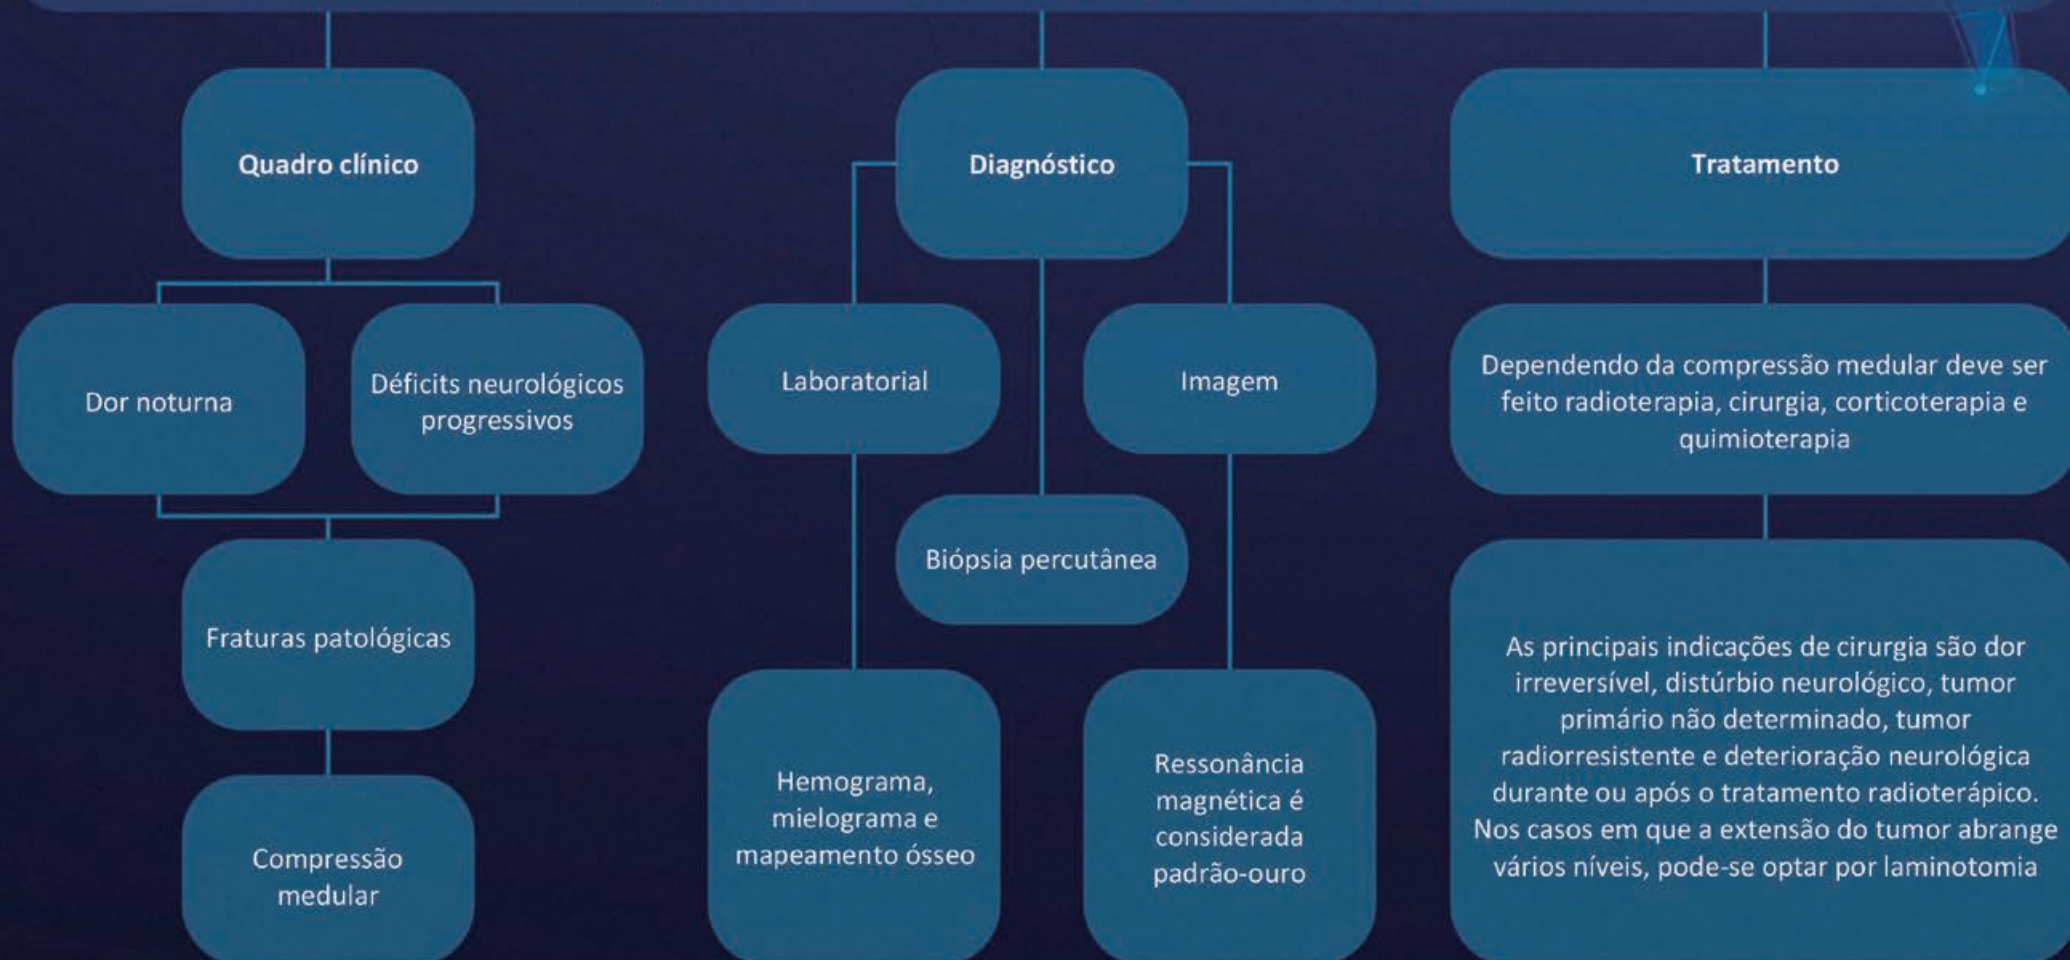 Quadro clínico
Dor noturna
Déficits neurológicos
progressivos
Fraturas patológicas
Compressão
medular
Diagnóstico
Laboratorial
Imagem
Biópsia percutânea
Hemograma,
mielograma e
mapeamento ósseo
Ressonância
magnética é
considerada
padrão-ouro
Tratamento
Dependendo da compressão medular deve ser
feito radioterapia, cirurgia, corticoterapia e
quimioterapia
As principais indicações de cirurgia são dor
irreversível, distúrbio neurológico, tumor
primário não determinado, tumor
radiorresistente e deterioração neurológica
durante ou após o tratamento radioterápico.
Nos casos em que a extensão do tumor abrange
vários níveis, pode-se optar por laminotomia